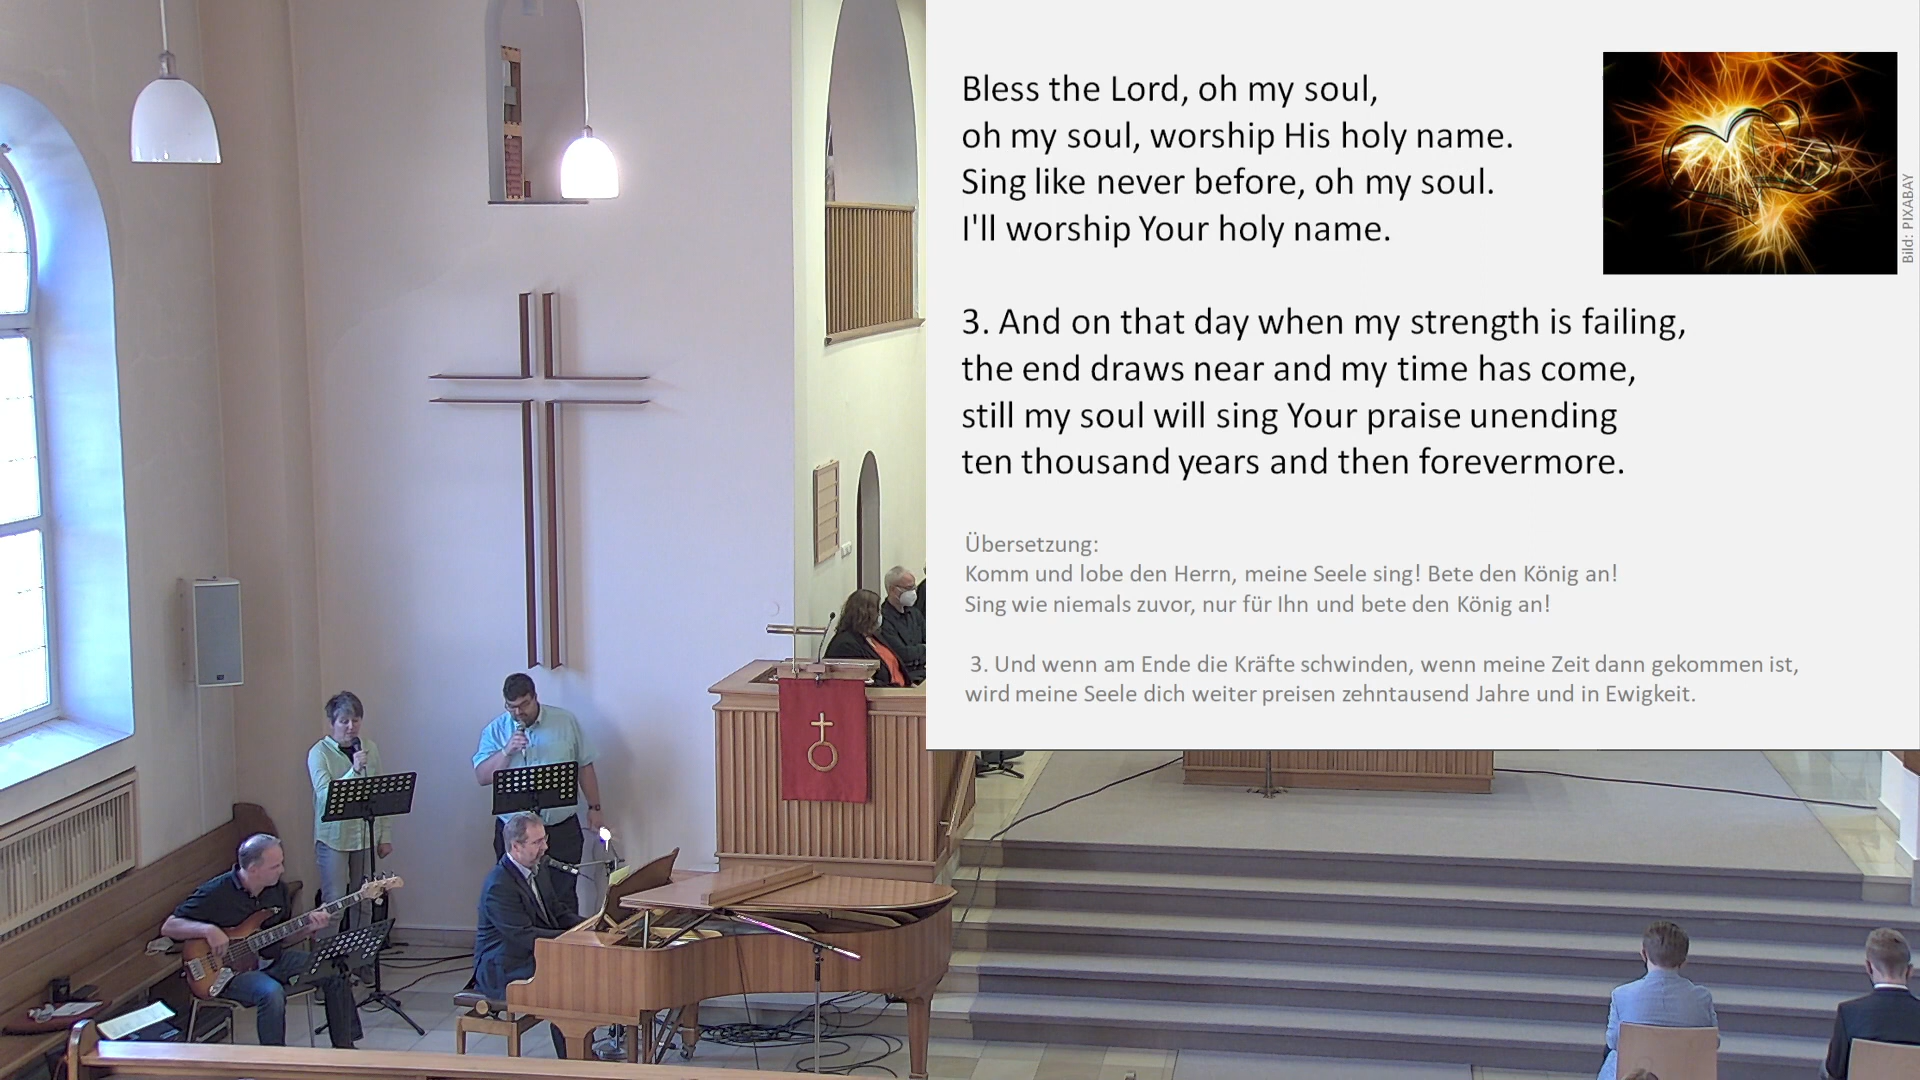 Bless the Lord, oh my soul,
oh my soul, worship His holy name.
Sing like never before, oh my soul.
I'll worship Your holy name.
3. And on that day when my strength is failing,
the end draws near and my time has come,
still my soul will sing Your praise unending
ten thousand years and then forevermore.
Übersetzung:
Komm und lobe den Herrn, meine Seele sing! Bete den König an!
Sing wie niemals zuvor, nur für Ihn und bete den König an!
3. Und wenn am Ende die Kräfte schwinden, wenn meine Zeit dann gekommen ist,
wird meine Seele dich weiter preisen zehntausend Jahre und in Ewigkeit.
Bild: PIXABAY